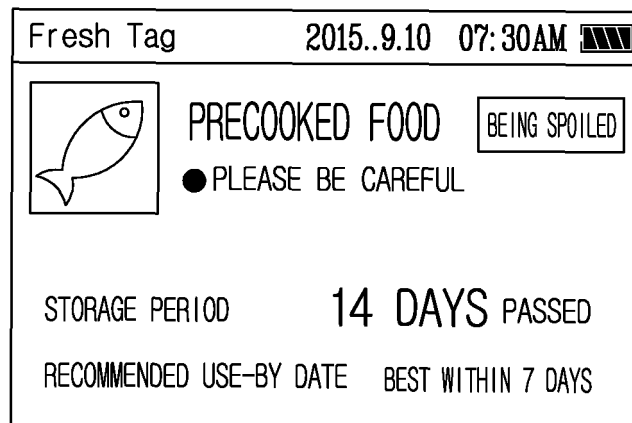 Fresh Tag 2015..9.10 07:30AM
PRECOOKED FOOD BEING SPOILED
●PLEASE BE CAREFUL
STORAGE PERIOD 14 DAYS PASSED
RECOMMENDED USE-BY DATE BEST WITHIN 7 DAYS